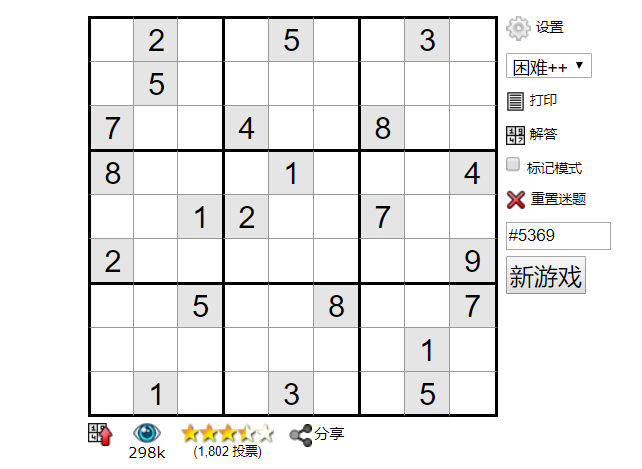 2 5 3
5
7 4 8
8 1 4
1 2 7
2 9
5 8 7
1
1 3 5
设置
困难++
打印
解答
标记模式
重置迷题
#5369
新游戏
298k
(1,802 投票)
分享